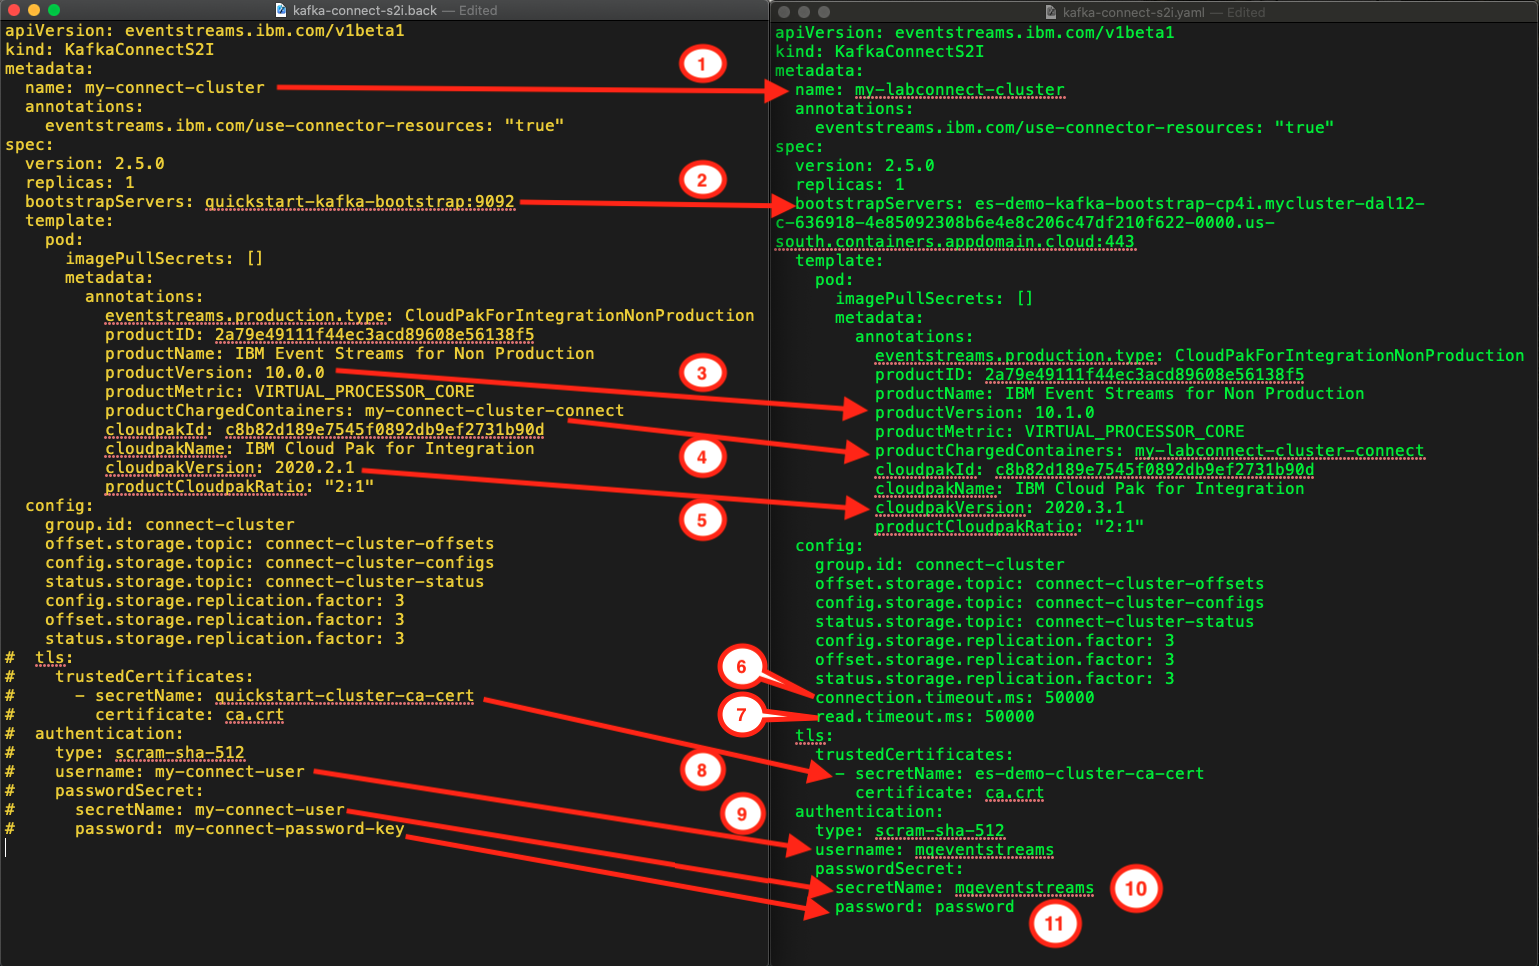 kafka-connect-s2i.back — Edited
apiVersion: eventstreams.ibm.com/v1beta1
kind: KafkaConnectS2I
metadata:
  name: my-connect-cluster
  annotations:
    eventstreams.ibm.com/use-connector-resources: "true"
spec:
  version: 2.5.0
  replicas: 1
  bootstrapServers: quickstart-kafka-bootstrap:9092
  template:
    pod:
      imagePullSecrets: []
      metadata:
        annotations:
          eventstreams.production.type: CloudPakForIntegrationNonProduction
          productID: 2a79e49111f44ec3acd89608e56138f5
          productName: IBM Event Streams for Non Production
          productVersion: 10.0.0
          productMetric: VIRTUAL_PROCESSOR_CORE
          productChargedContainers: my-connect-cluster-connect
          cloudpakId: c8b82d189e7545f0892db9ef2731b90d
          cloudpakName: IBM Cloud Pak for Integration
          cloudpakVersion: 2020.2.1
          productCloudpakRatio: "2:1"
  config:
    group.id: connect-cluster
    offset.storage.topic: connect-cluster-offsets
    config.storage.topic: connect-cluster-configs
    status.storage.topic: connect-cluster-status
    config.storage.replication.factor: 3
    offset.storage.replication.factor: 3
    status.storage.replication.factor: 3
#  tls:
#    trustedCertificates:
#      - secretName: quickstart-cluster-ca-cert
#        certificate: ca.crt
#  authentication:
#    type: scram-sha-512
#    username: my-connect-user
#    passwordSecret:
#      secretName: my-connect-user
#      password: my-connect-password-key
1
2
3
4
5
6
7
8
9
10
11
kafka-connect-s2i.yaml — Edited
apiVersion: eventstreams.ibm.com/v1beta1
kind: KafkaConnectS2I
metadata:
  name: my-labconnect-cluster
  annotations:
    eventstreams.ibm.com/use-connector-resources: "true"
spec:
  version: 2.5.0
  replicas: 1
  bootstrapServers: es-demo-kafka-bootstrap-cp4i.mycluster-dal12-
c-636918-4e85092308b6e4e8c206c47df210f622-0000.us-
south.containers.appdomain.cloud:443
  template:
    pod:
      imagePullSecrets: []
      metadata:
        annotations:
          eventstreams.production.type: CloudPakForIntegrationNonProduction
          productID: 2a79e49111f44ec3acd89608e56138f5
          productName: IBM Event Streams for Non Production
          productVersion: 10.1.0
          productMetric: VIRTUAL_PROCESSOR_CORE
          productChargedContainers: my-labconnect-cluster-connect
          cloudpakId: c8b82d189e7545f0892db9ef2731b90d
          cloudpakName: IBM Cloud Pak for Integration
          cloudpakVersion: 2020.3.1
          productCloudpakRatio: "2:1"
  config:
    group.id: connect-cluster
    offset.storage.topic: connect-cluster-offsets
    config.storage.topic: connect-cluster-configs
    status.storage.topic: connect-cluster-status
    config.storage.replication.factor: 3
    offset.storage.replication.factor: 3
    status.storage.replication.factor: 3
    connection.timeout.ms: 50000
    read.timeout.ms: 50000
  tls:
    trustedCertificates:
      - secretName: es-demo-cluster-ca-cert
        certificate: ca.crt
  authentication:
    type: scram-sha-512
    username: mqeventstreams
    passwordSecret:
      secretName: mqeventstreams
      password: password